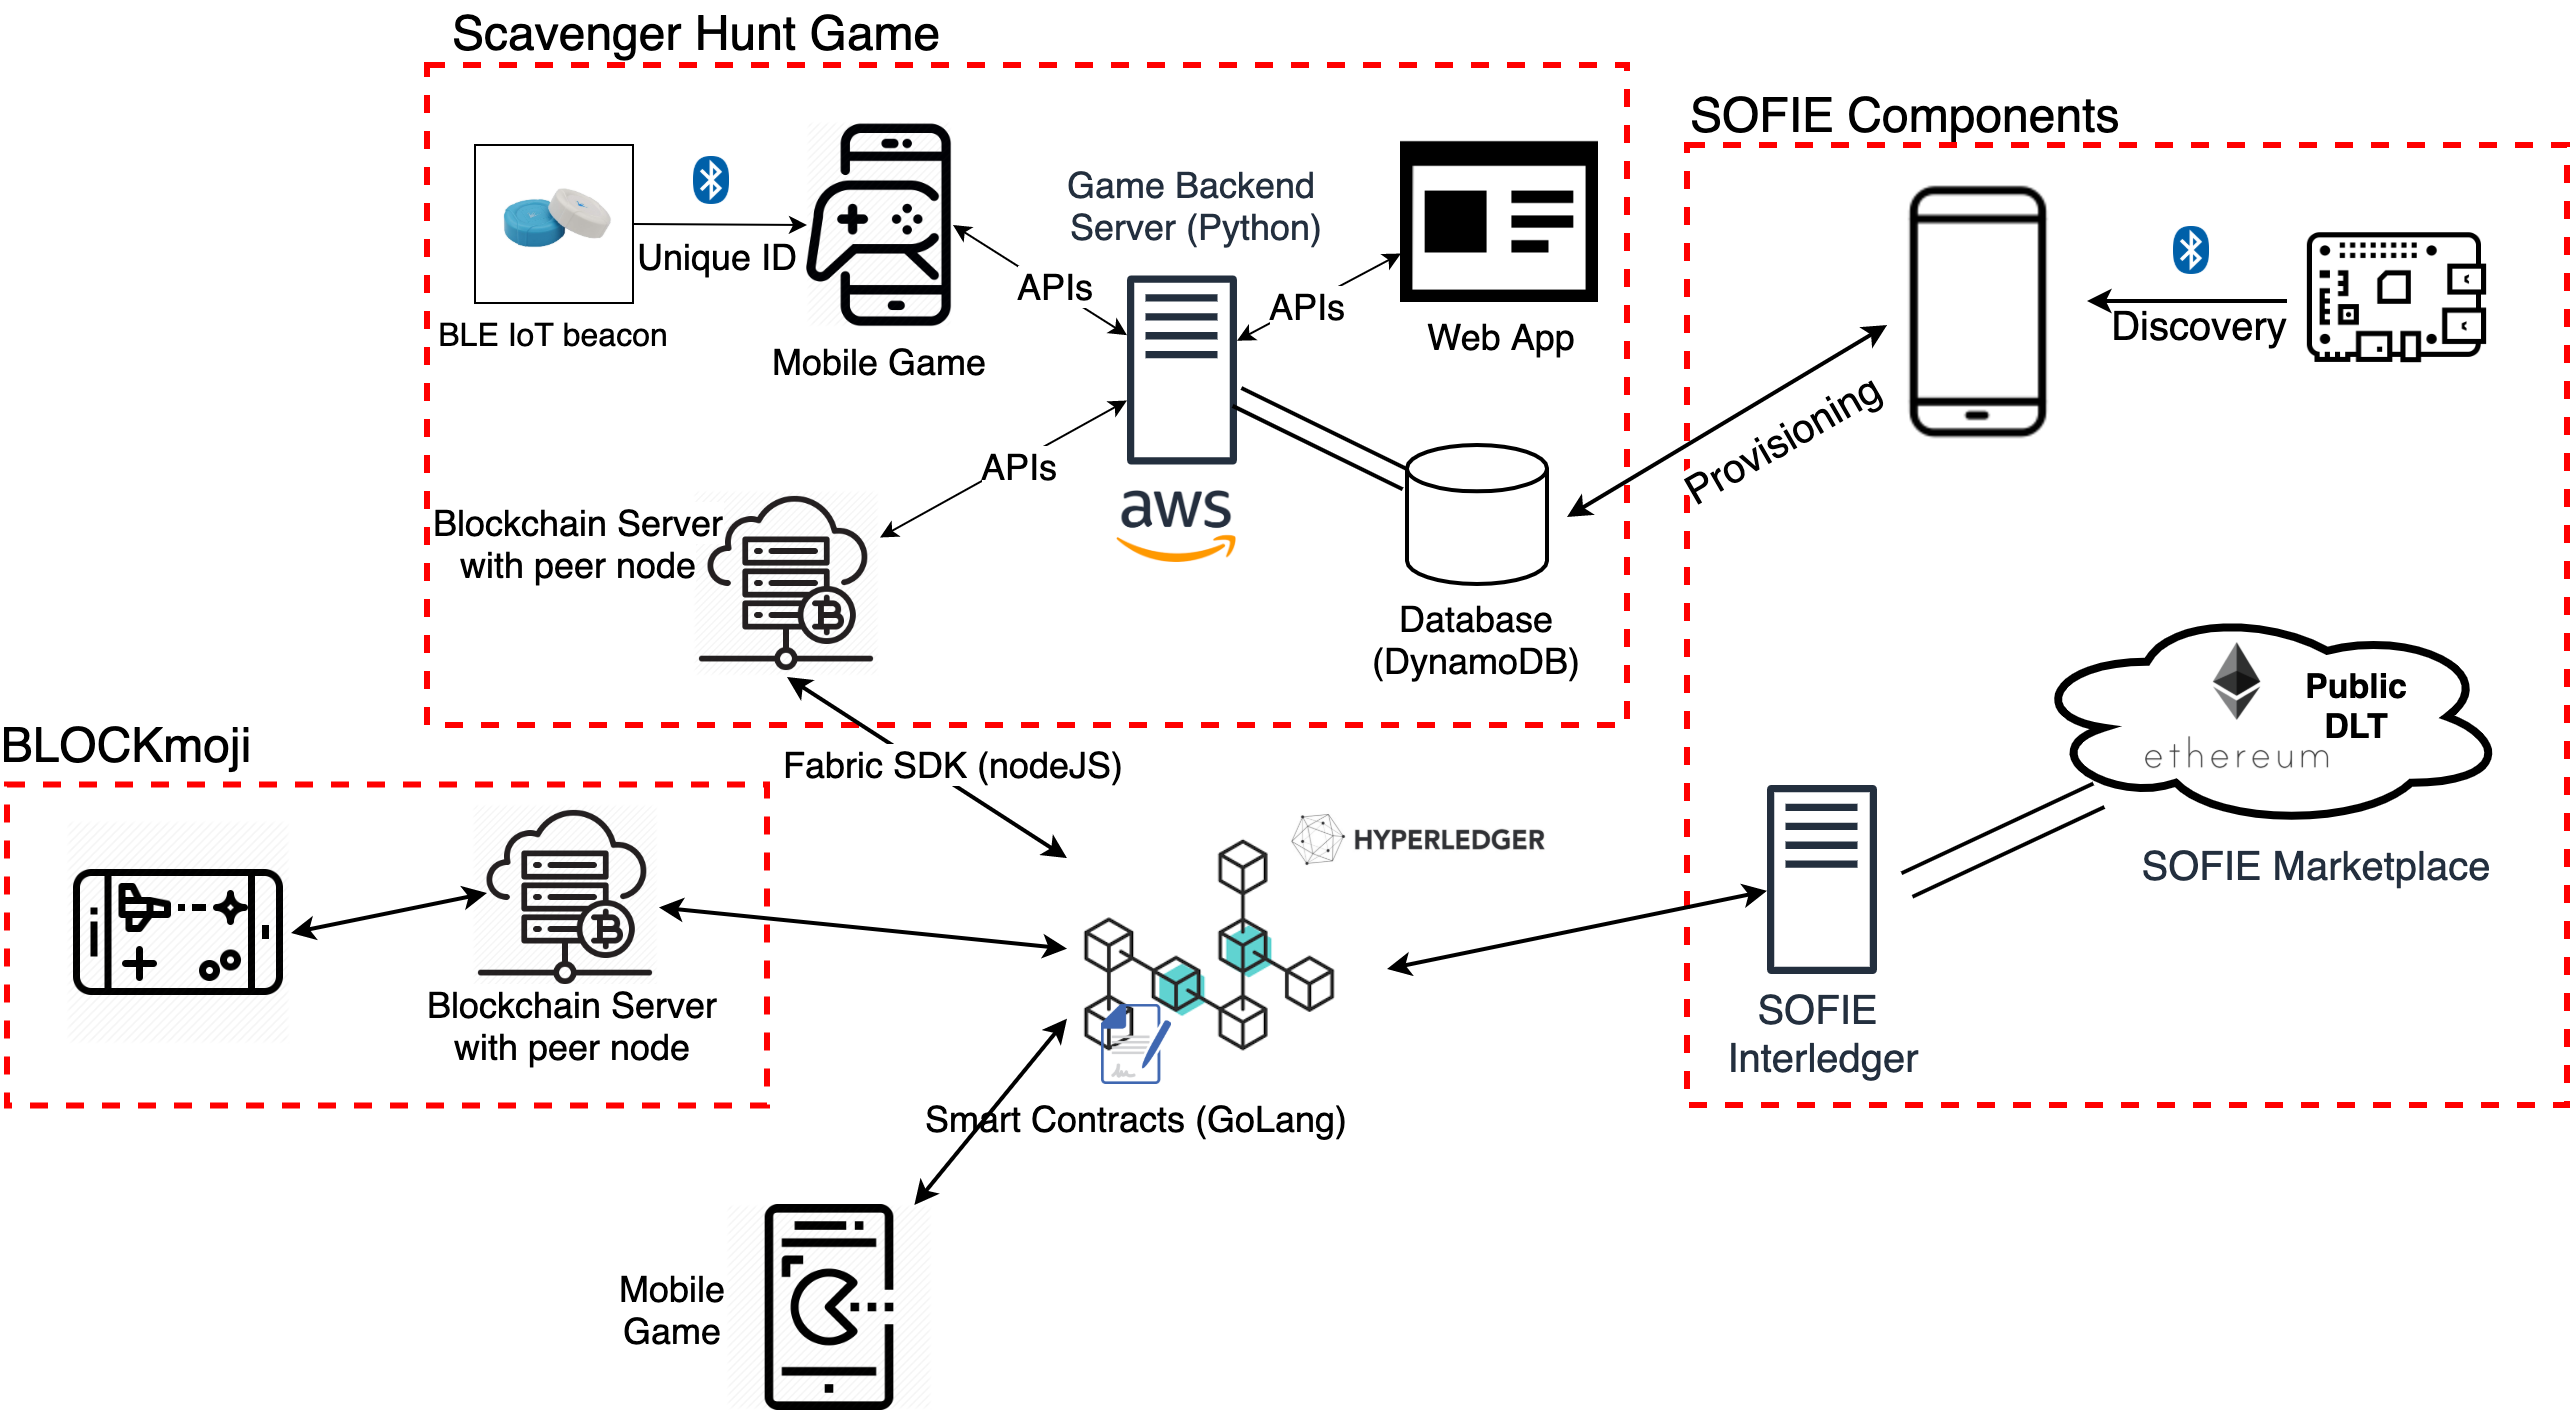 Scavenger Hunt Game
SOFIE Components
Unique ID
BLE IoT beacon
Mobile Game
APIs
Game Backend
Server (Python)
APIs
Web App
Discovery
Provisioning
APIs
aws
Blockchain Server
with peer node
Database
(DynamoDB)
Public
DLT
ethereum
SOFIE Marketplace
BLOCKmoji
Fabric SDK (nodeJS)
HYPERLEDGER
Blockchain Server
with peer node
SOFIE
Interledger
Smart Contracts (GoLang)
Mobile
Game